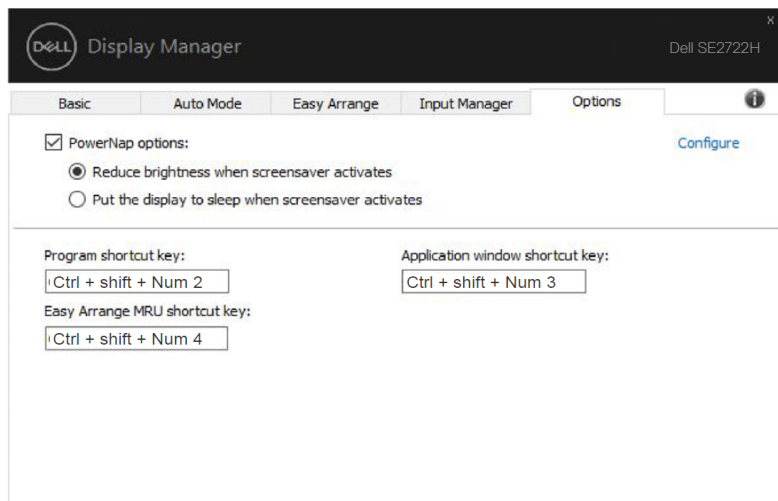 DELL Display Manager
x
Dell SE2722H
Basic Auto Mode Easy Arrange Input Manager Options
PowerNap options: Configure
Reduce brightness when screensaver activates
Put the display to sleep when screensaver activates
Program shortcut key: Application window shortcut key:
Ctrl + shift + Num 2 Ctrl + shift + Num 3
Easy Arrange MRU shortcut key:
Ctrl + shift + Num 4